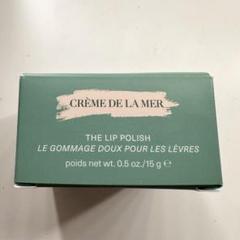 CRÈME DE LA MER
THE LIP POLISH
LE GOMMAGE DOUX POUR LES LÈVRES
poids net wt. 0.5 oz./15 g ℮